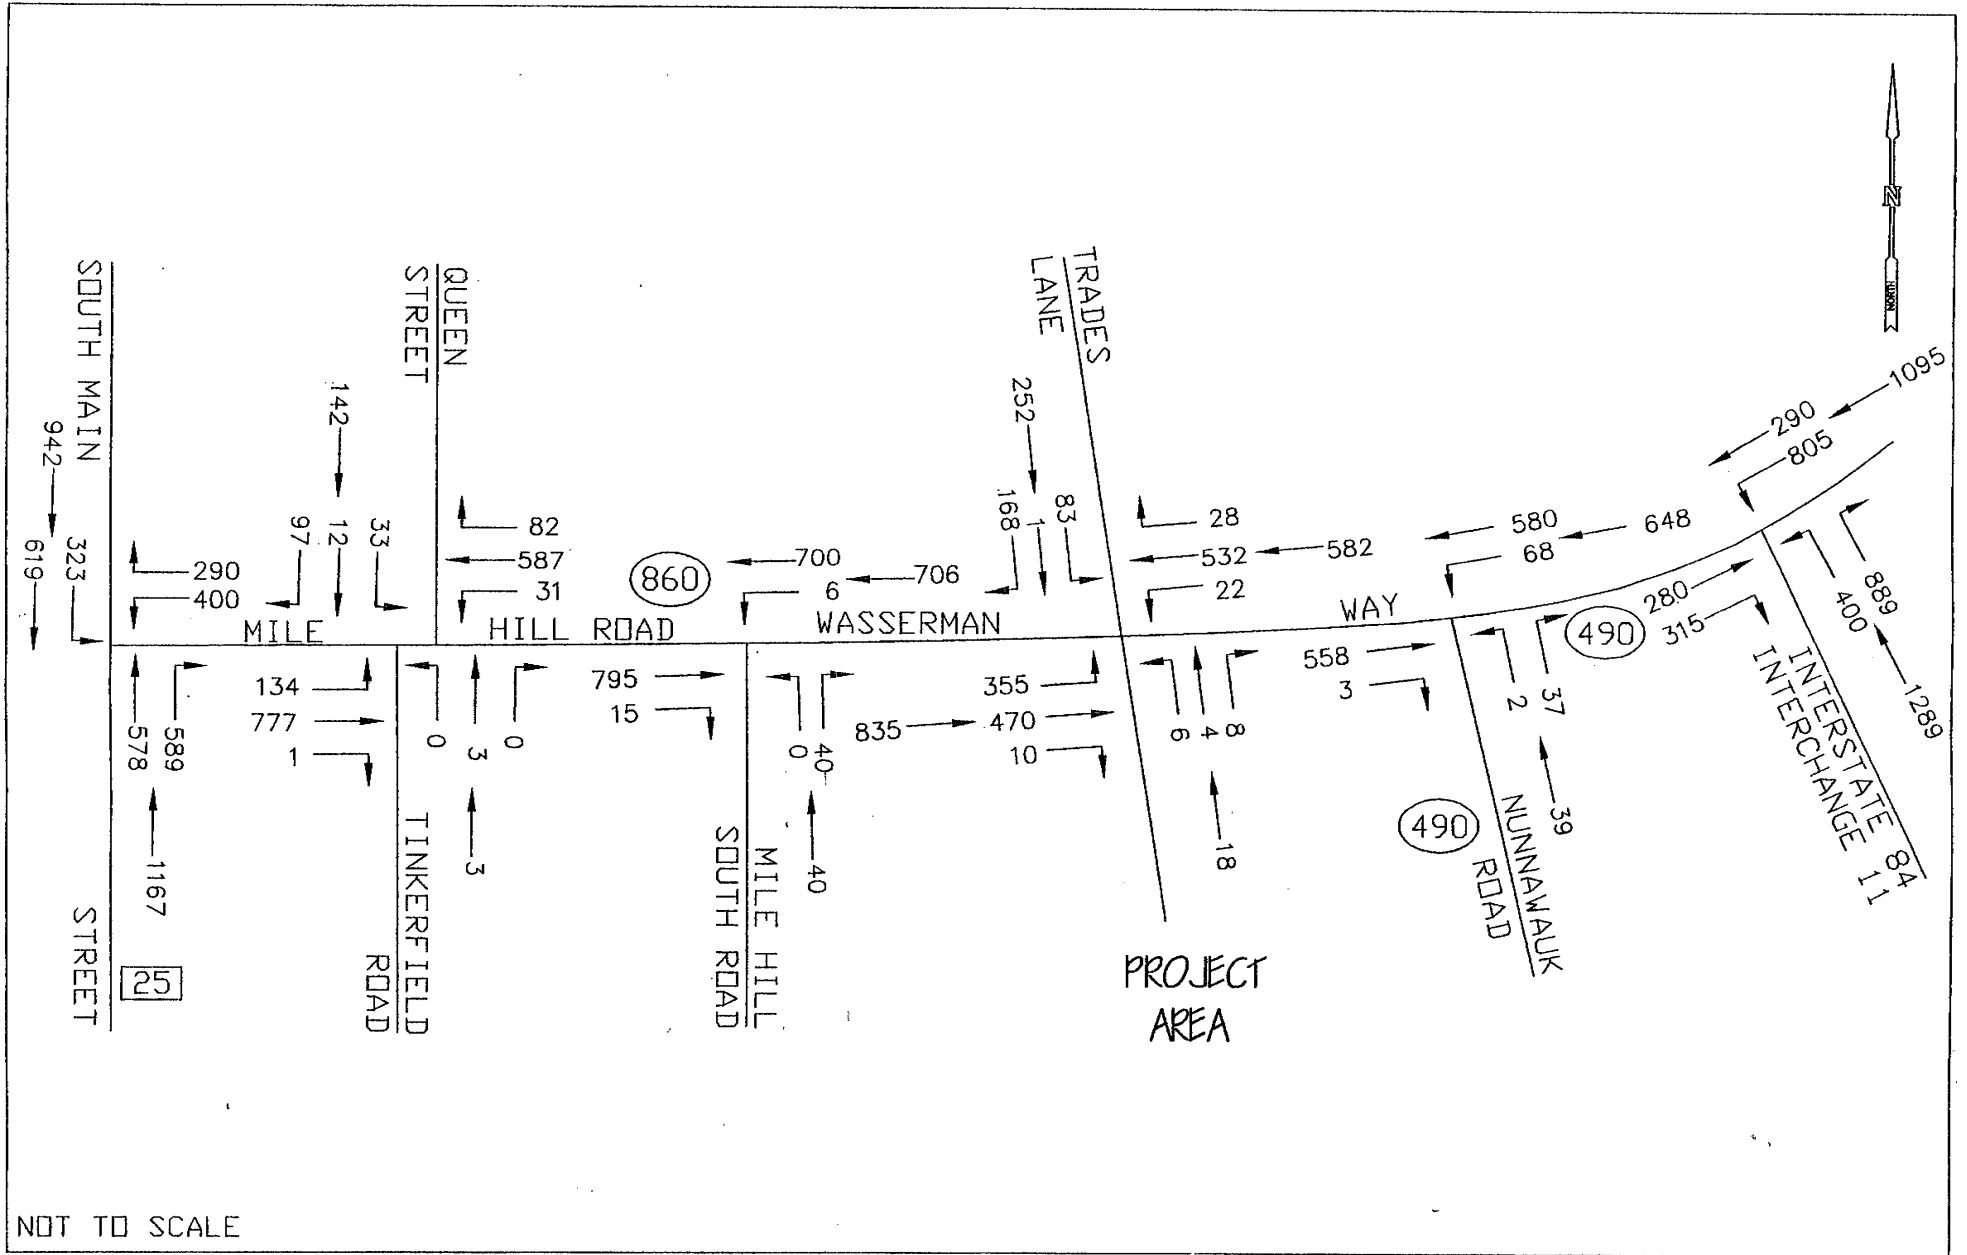 N
NORTH
SOUTH MAIN
STREET
25
942
619
323
290
400
578
589
1167
MILE
HILL ROAD
QUEEN
STREET
142
97
12
33
82
587
31
134
777
1
0
3
0
3
TINKERFIELD
ROAD
860
700
706
6
795
15
0
40
40
MILE HILL
SOUTH ROAD
WASSERMAN
WAY
TRADES
LANE
252
168
1
83
28
532
582
22
835
355
470
10
6
4
8
18
PROJECT
AREA
580
648
68
558
3
2
37
39
490
NUNNAWAUK
ROAD
490
1095
290
805
280
315
400
889
1289
INTERSTATE 84
INTERCHANGE 11
NOT TO SCALE